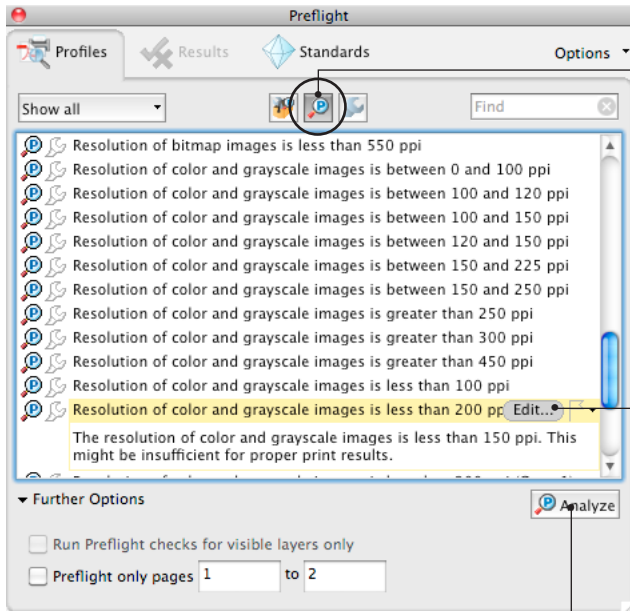 Preflight
Profiles Results Standards Options
Show all Find
Resolution of bitmap images is less than 550 ppi
Resolution of color and grayscale images is between 0 and 100 ppi
Resolution of color and grayscale images is between 100 and 120 ppi
Resolution of color and grayscale images is between 100 and 150 ppi
Resolution of color and grayscale images is between 120 and 150 ppi
Resolution of color and grayscale images is between 150 and 225 ppi
Resolution of color and grayscale images is between 150 and 250 ppi
Resolution of color and grayscale images is greater than 250 ppi
Resolution of color and grayscale images is greater than 300 ppi
Resolution of color and grayscale images is greater than 450 ppi
Resolution of color and grayscale images is less than 100 ppi
Resolution of color and grayscale images is less than 200 pp Edit...
The resolution of color and grayscale images is less than 150 ppi. This
might be insufficient for proper print results.
Further Options
Analyze
Run Preflight checks for visible layers only
Preflight only pages 1 to 2